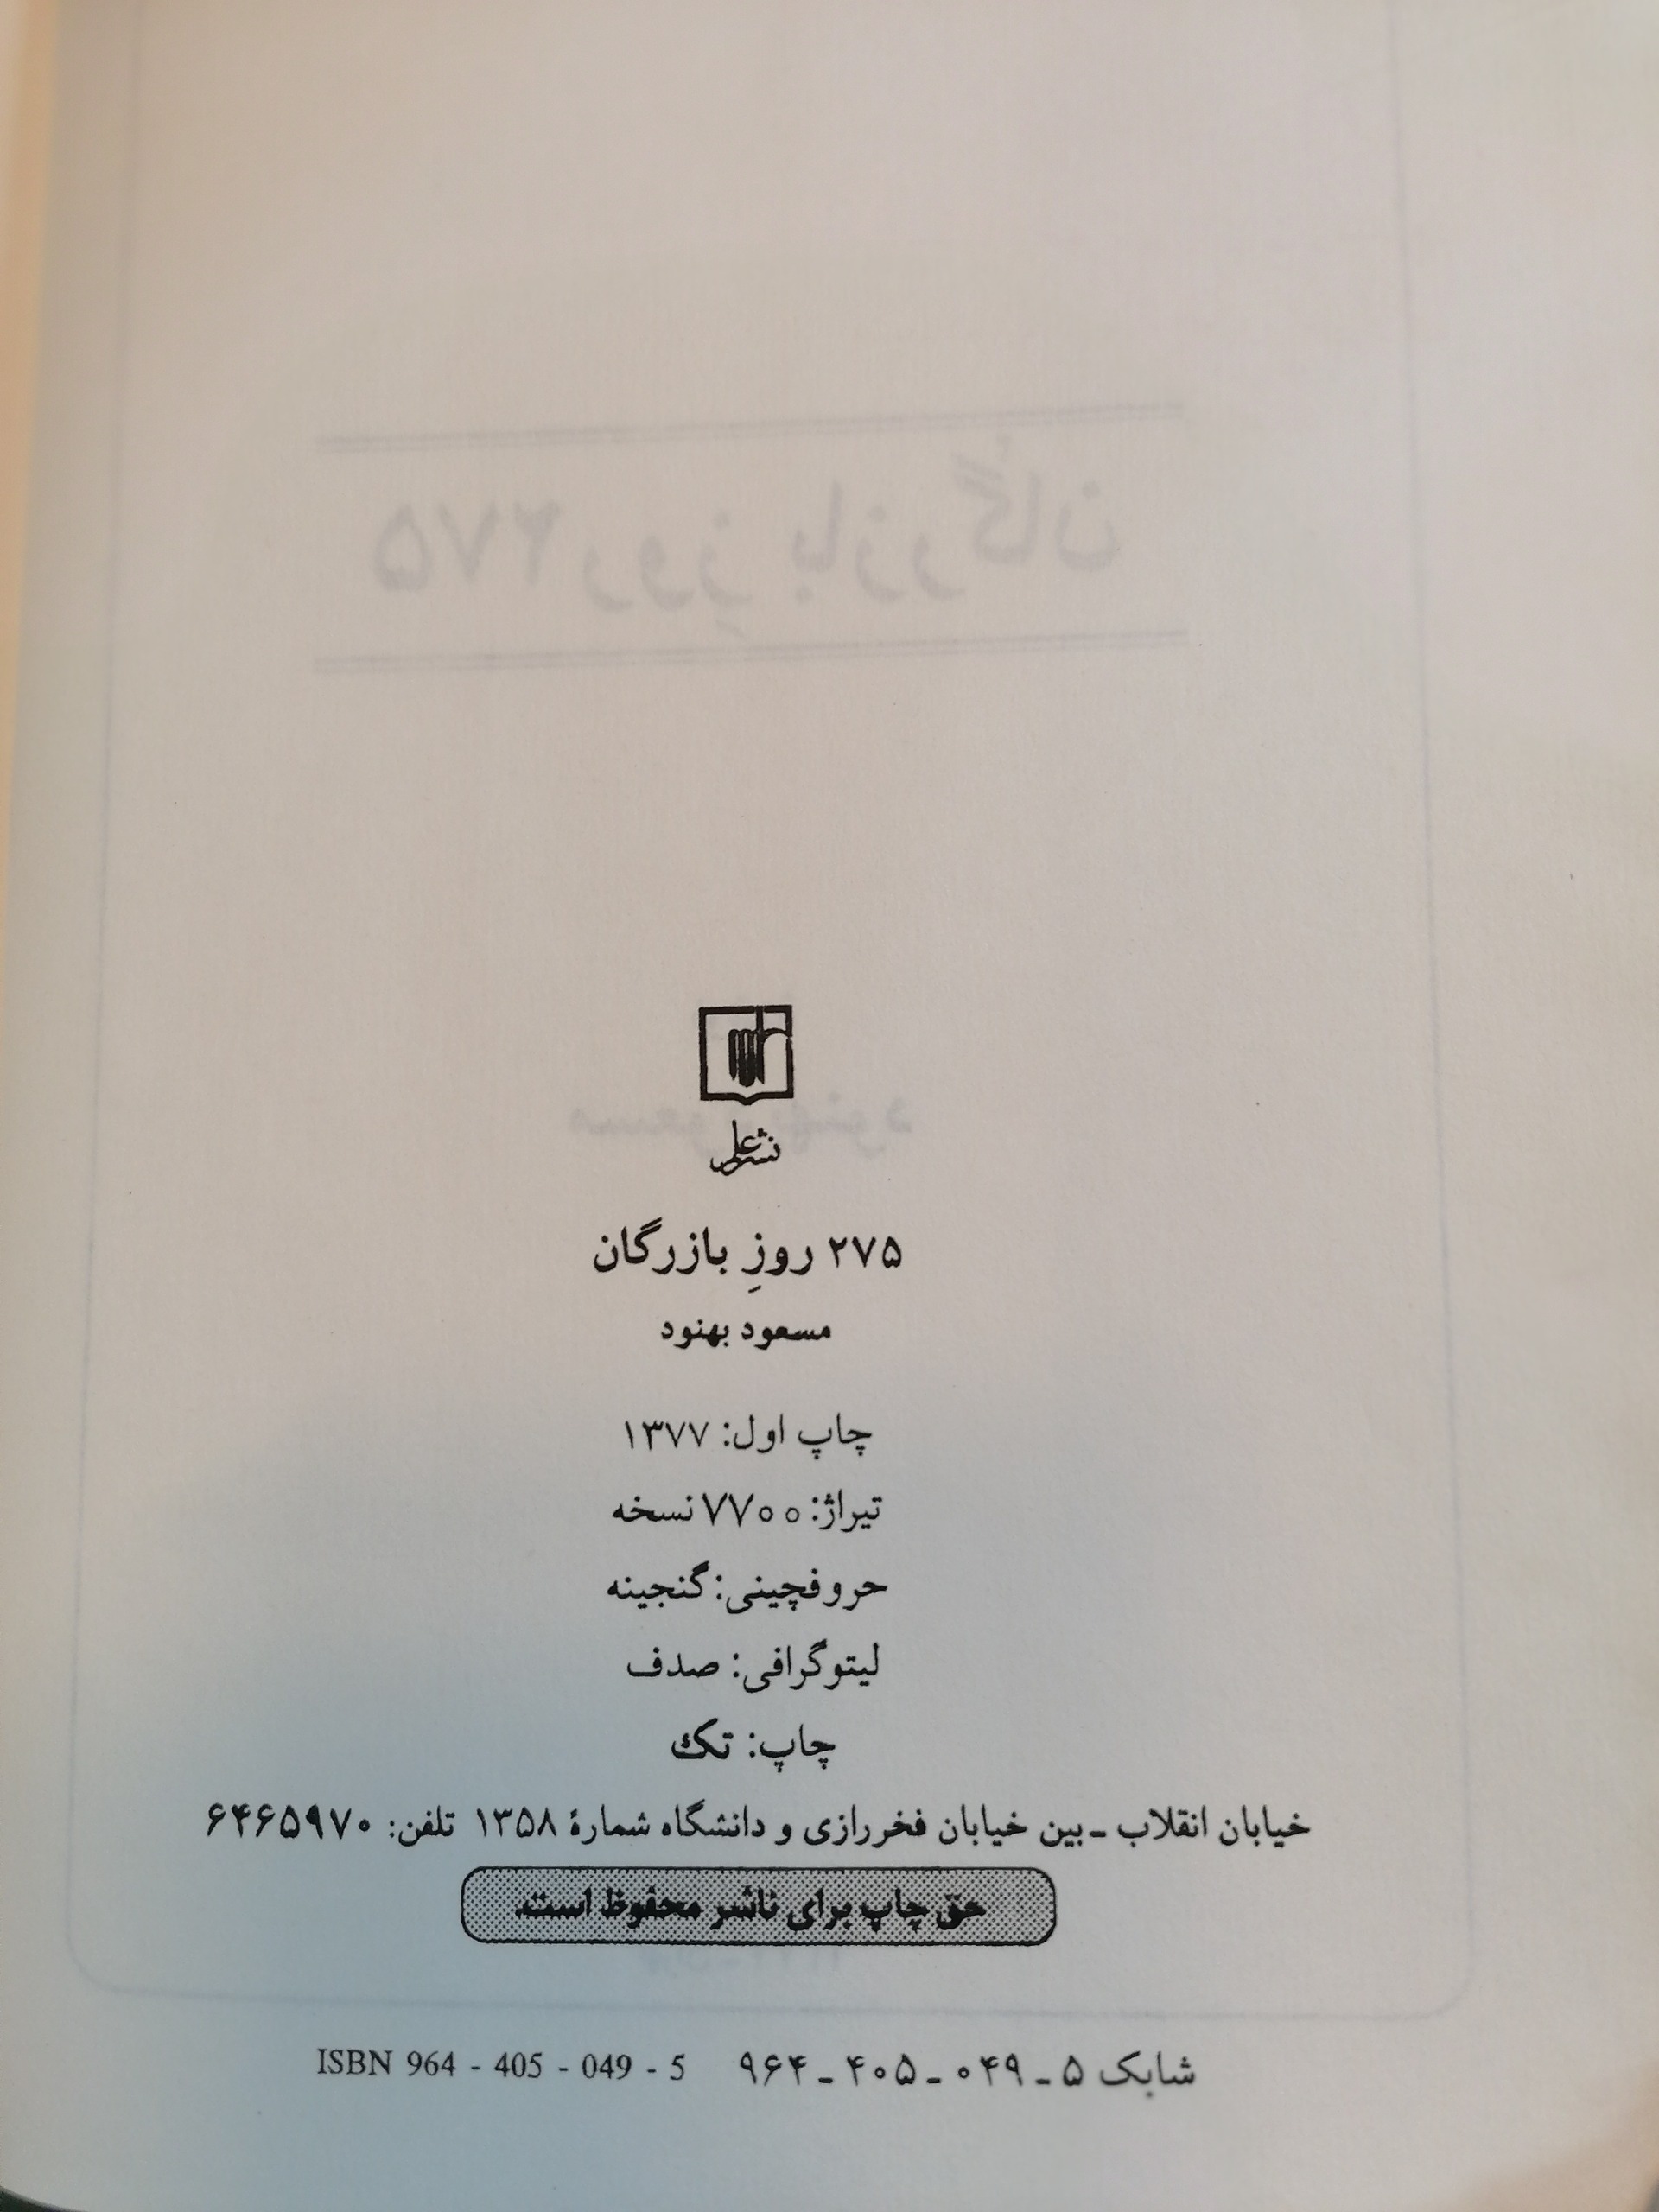 نشر علم
۲۷۵ روزِ بازرگان
مسعود بهنود
چاپ اول: ۱۳۷۷
تیراژ: ۷۷۰۰ نسخه
حروفچینی: گنجینه
لیتوگرافی: صدف
چاپ: تک
خیابان انقلاب ـ بین خیابان فخررازی و دانشگاه شمارهٔ ۱۳۵۸ تلفن: ۶۴۶۵۹۷۰
حق چاپ برای ناشر محفوظ است.
شابک ۵ ـ ۰۴۹ ـ ۴۰۵ ـ ۹۶۴ ISBN 964 - 405 - 049 - 5